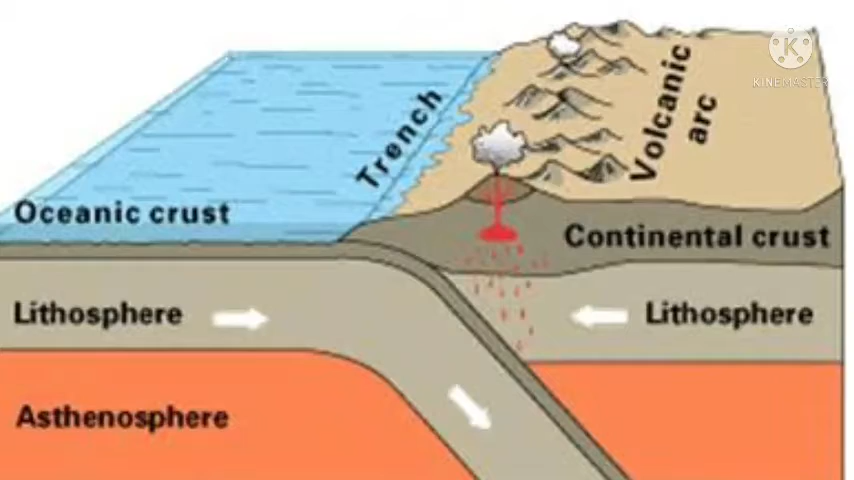 K
KINEMASTER
Volcanic
arc
Trench
Oceanic crust
Continental crust
Lithosphere
Lithosphere
Asthenosphere